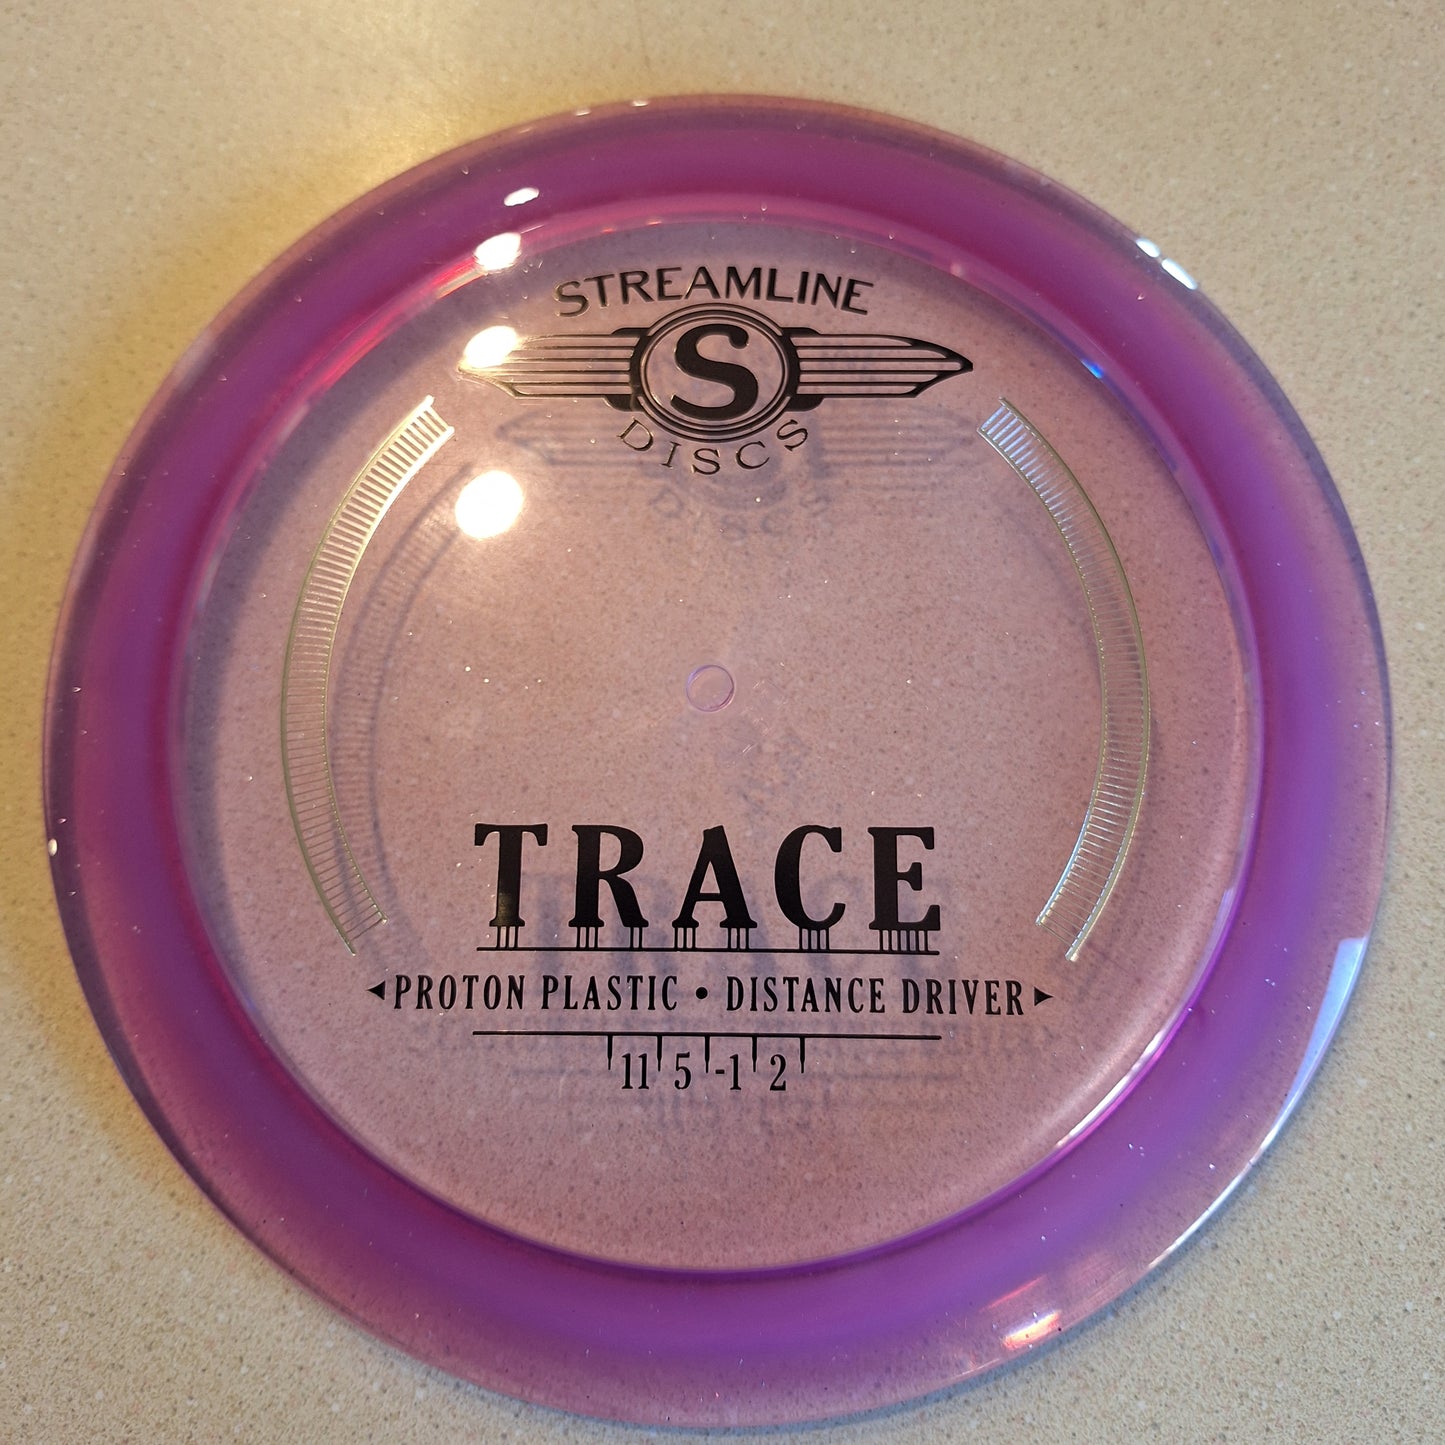 STREAMLINE
S
DISCS
TRACE
PROTON PLASTIC • DISTANCE DRIVER
11 5 -1 2